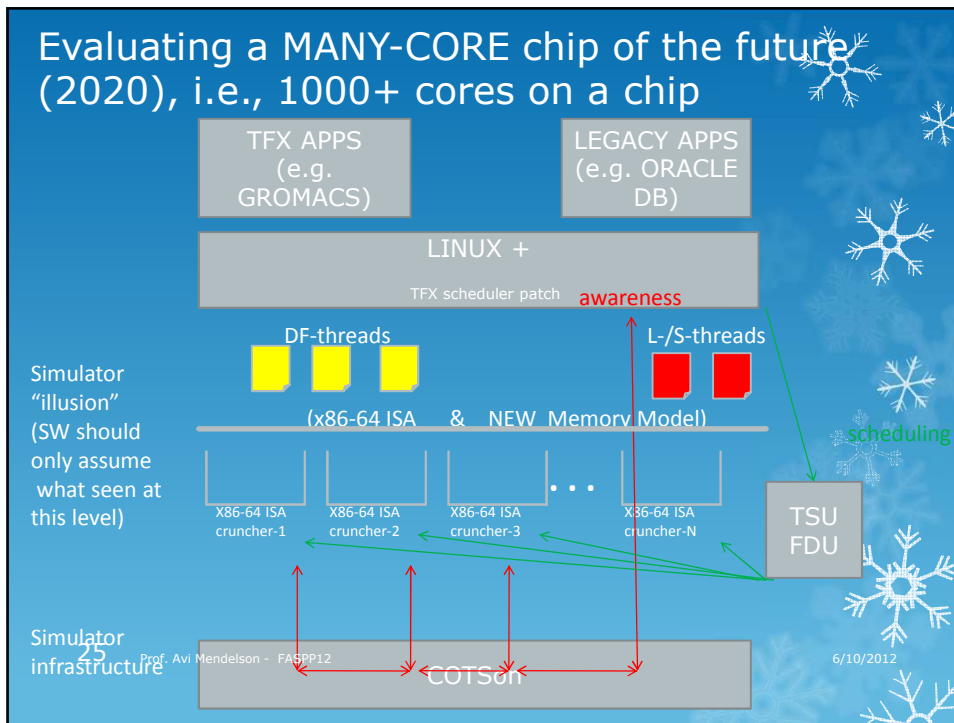 Evaluating a MANY-CORE chip of the future
(2020), i.e., 1000+ cores on a chip
TFX APPS
(e.g.
GROMACS)
LEGACY APPS
(e.g. ORACLE
DB)
LINUX +
TFX scheduler patch
awareness
DF-threads
L-/S-threads
Simulator
“illusion”
(SW should
only assume
what seen at
this level)
(x86-64 ISA & NEW Memory Model)
scheduling
. . .
X86-64 ISA
cruncher-1
X86-64 ISA
cruncher-2
X86-64 ISA
cruncher-3
X86-64 ISA
cruncher-N
TSU
FDU
Simulator
infrastructure
25
Prof. Avi Mendelson - FASPP12
COTSon
6/10/2012